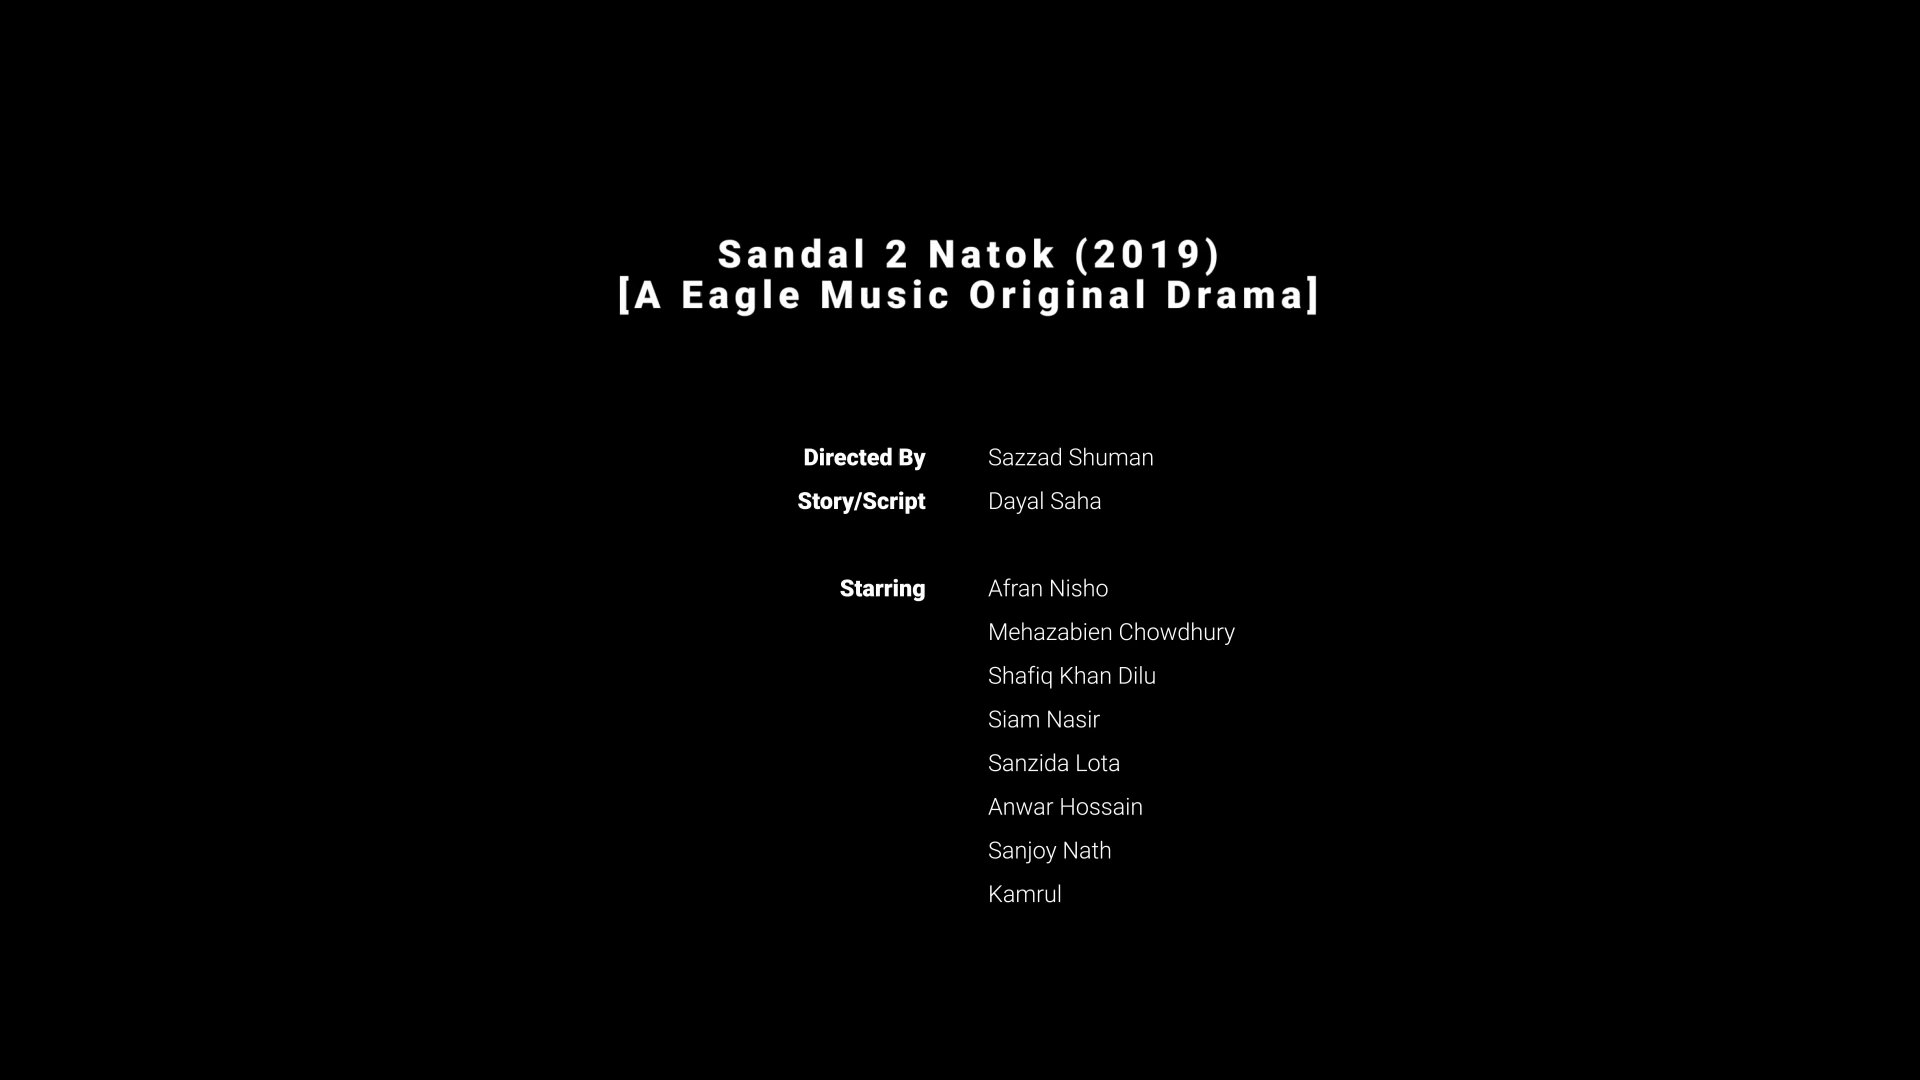 Sandal 2 Natok (2019)
[A Eagle Music Original Drama]
Directed By Sazzad Shuman
Story/Script Dayal Saha
Starring Afran Nisho
Mehazabien Chowdhury
Shafiq Khan Dilu
Siam Nasir
Sanzida Lota
Anwar Hossain
Sanjoy Nath
Kamrul